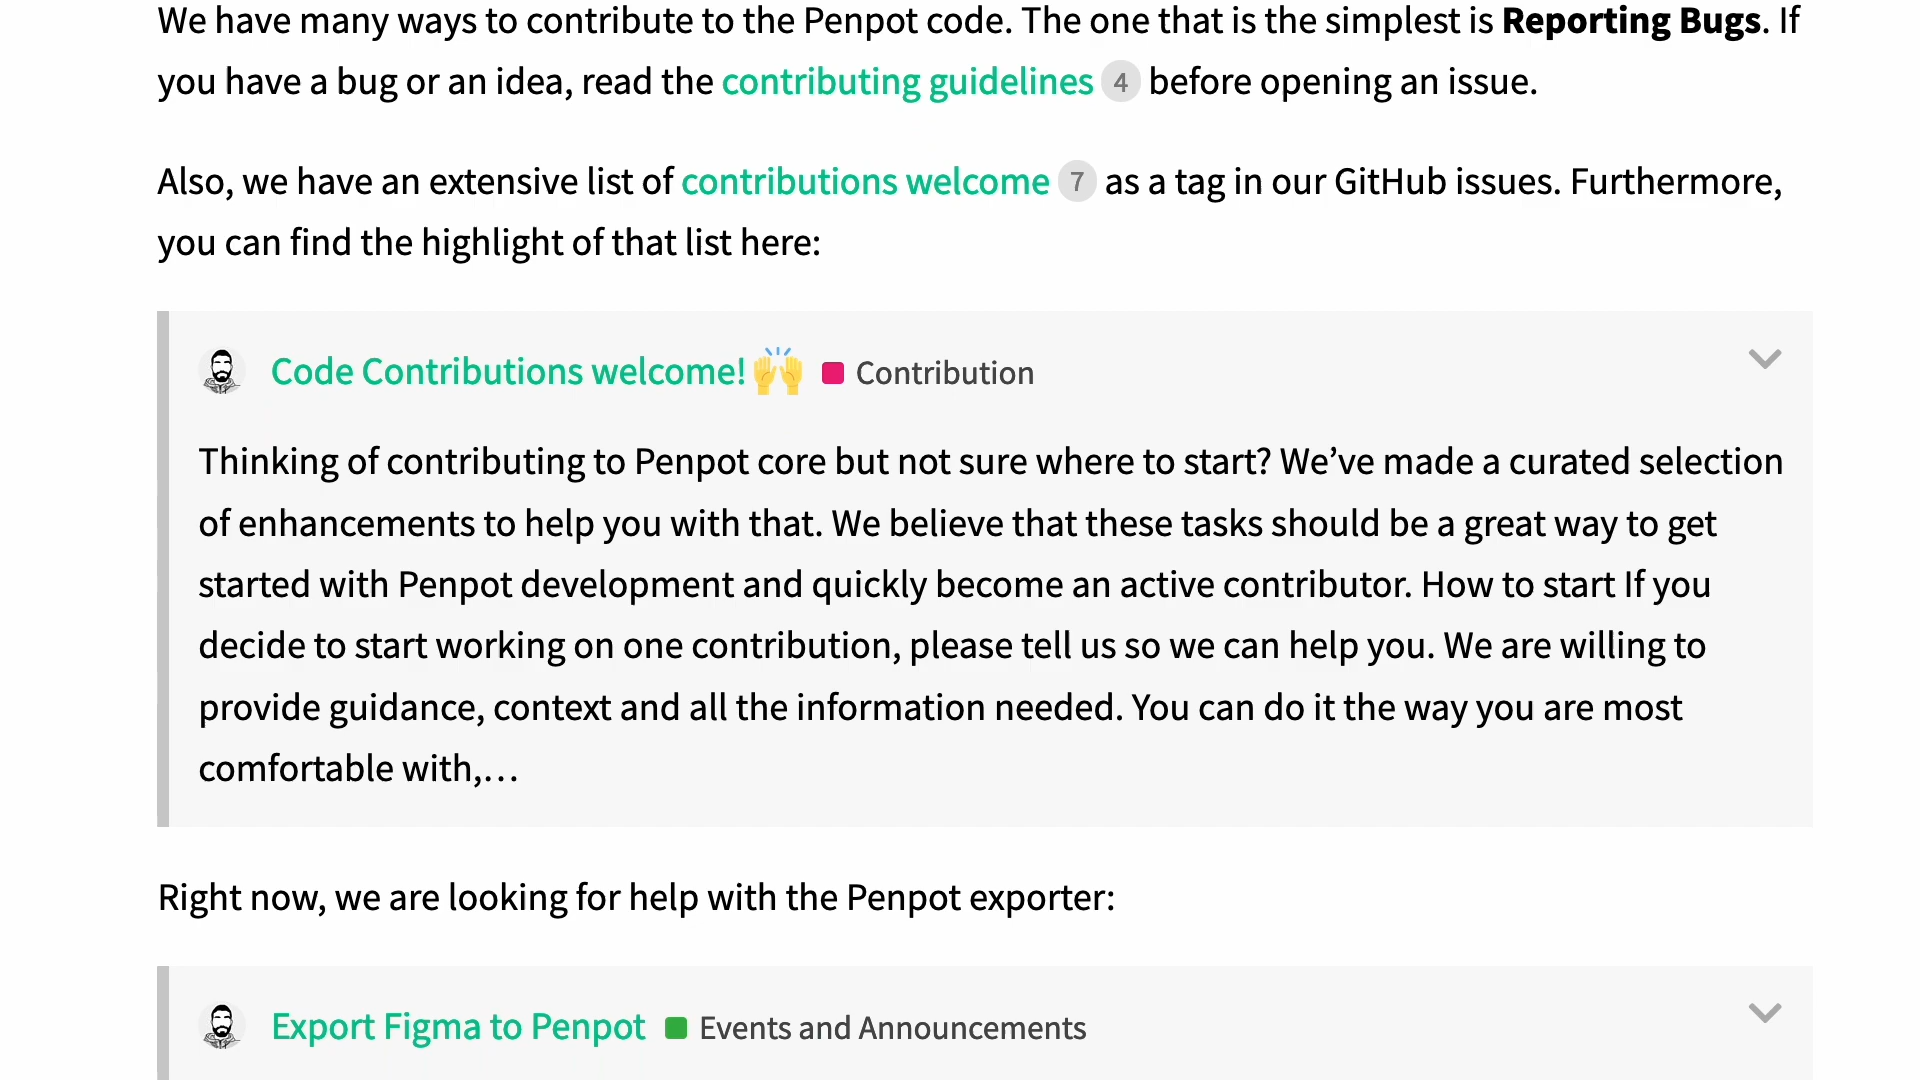 We have many ways to contribute to the Penpot code. The one that is the simplest is Reporting Bugs. If
you have a bug or an idea, read the contributing guidelines 4 before opening an issue.
Also, we have an extensive list of contributions welcome 7 as a tag in our GitHub issues. Furthermore,
you can find the highlight of that list here:
Code Contributions welcome! 🙌 Contribution
Thinking of contributing to Penpot core but not sure where to start? We’ve made a curated selection
of enhancements to help you with that. We believe that these tasks should be a great way to get
started with Penpot development and quickly become an active contributor. How to start If you
decide to start working on one contribution, please tell us so we can help you. We are willing to
provide guidance, context and all the information needed. You can do it the way you are most
comfortable with,…
Right now, we are looking for help with the Penpot exporter:
Export Figma to Penpot Events and Announcements